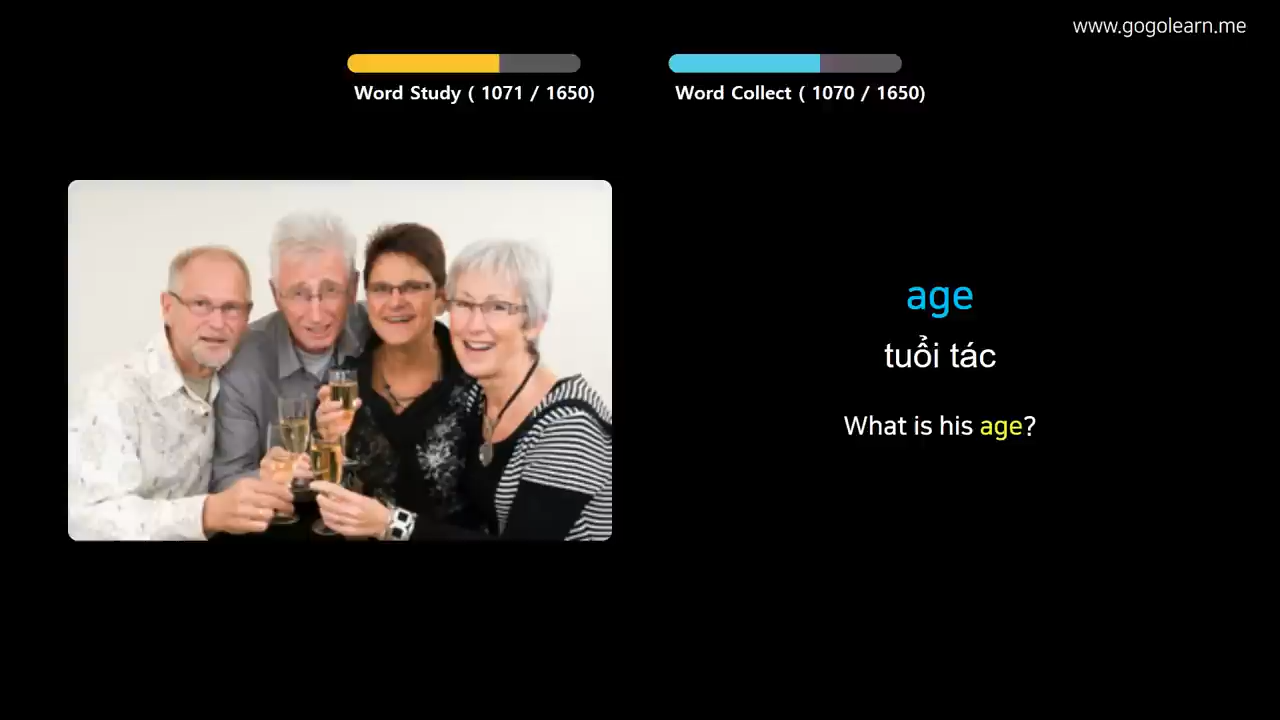 www.gogolearn.me
Word Study ( 1071 / 1650)
Word Collect ( 1070 / 1650)
age
tuổi tác
What is his age?